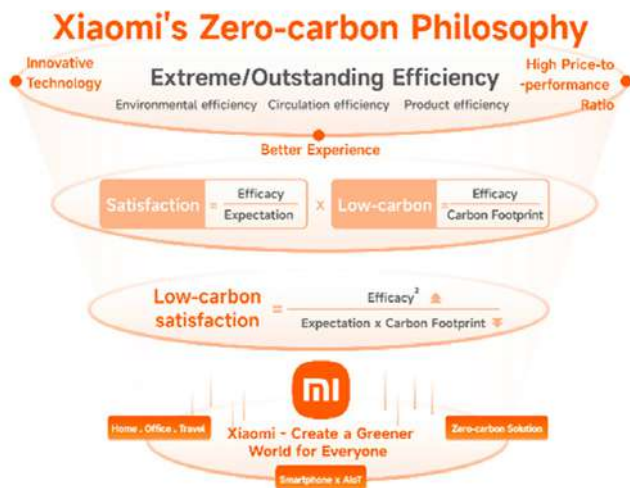 Xiaomi's Zero-carbon Philosophy
Innovative
Technology
Extreme/Outstanding Efficiency
High Price-to
-performance
Ratio
Environmental efficiency Circulation efficiency Product efficiency
Better Experience
Satisfaction = Efficacy
Expectation
x
Low-carbon = Efficacy
Carbon Footprint
Low-carbon
satisfaction
= Efficacy²
Expectation x Carbon Footprint
mi
Home . Office . Travel
Xiaomi - Create a Greener
World for Everyone
Zero-carbon Solution
Smartphone x AIoT